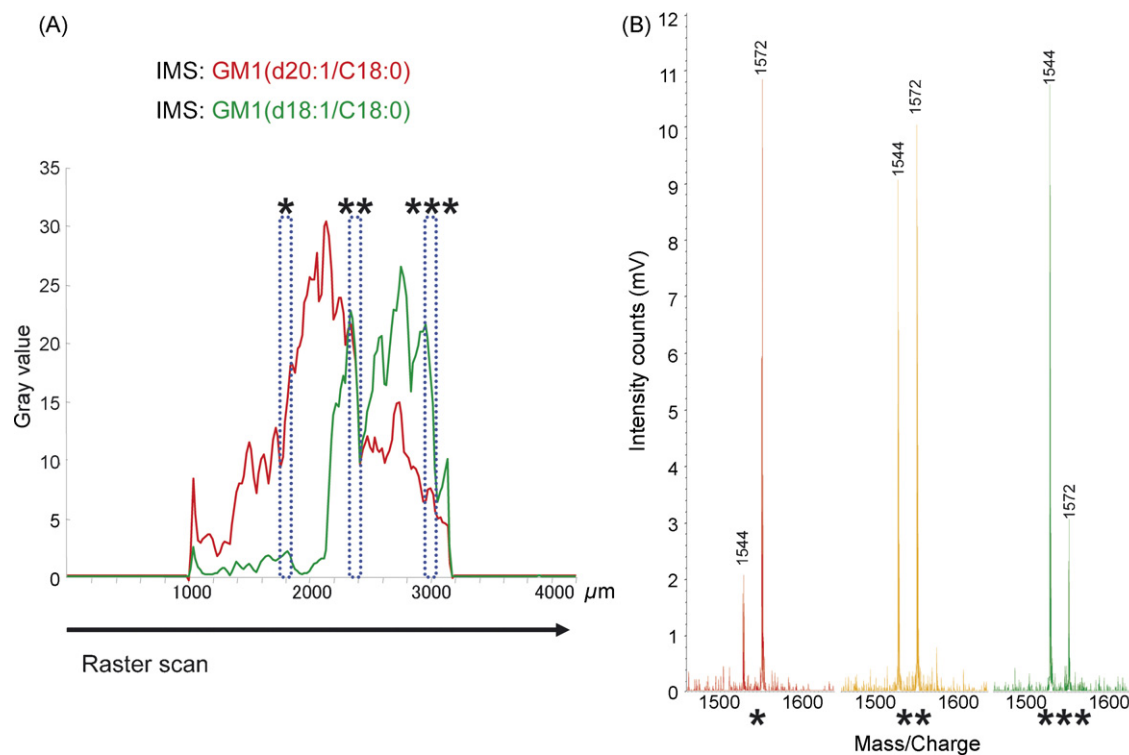 (A)
IMS: GM1(d20:1/C18:0)
IMS: GM1(d18:1/C18:0)
35
30
25
20
15
10
5
0
Gray value
* ** ***
1000 2000 3000 4000 µm
Raster scan
(B)
12
11
10
9
8
7
6
5
4
3
2
1
0
Intensity counts (mV)
1544
1572
1544
1572
1544
1572
1500 1600 1500 1600 1500 1600
* ** ***
Mass/Charge